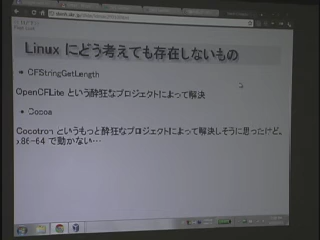 Linux にどう考えても存在しないもの
CFStringGetLength
OpenCFLite という酔狂なプロジェクトによって解決
Cocoa
Cocotron というもっと酔狂なプロジェクトによって解決しそうに思ったけど。
x86-64 で動かない…